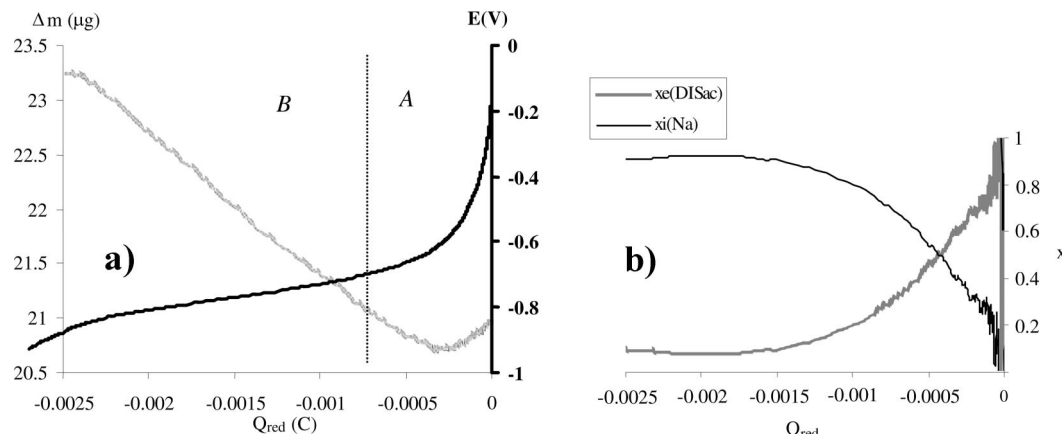 Δ m (μg)
E(V)
23.5
23
22.5
22
21.5
21
20.5
0
-0.2
-0.4
-0.6
-0.8
-1
B
A
a)
-0.0025 -0.002 -0.0015 -0.001 -0.0005 0
Qred (C)
xe(DISac)
xi(Na)
1
0.8
0.6
0.4
0.2
x
b)
-0.0025 -0.002 -0.0015 -0.001 -0.0005 0
Qred